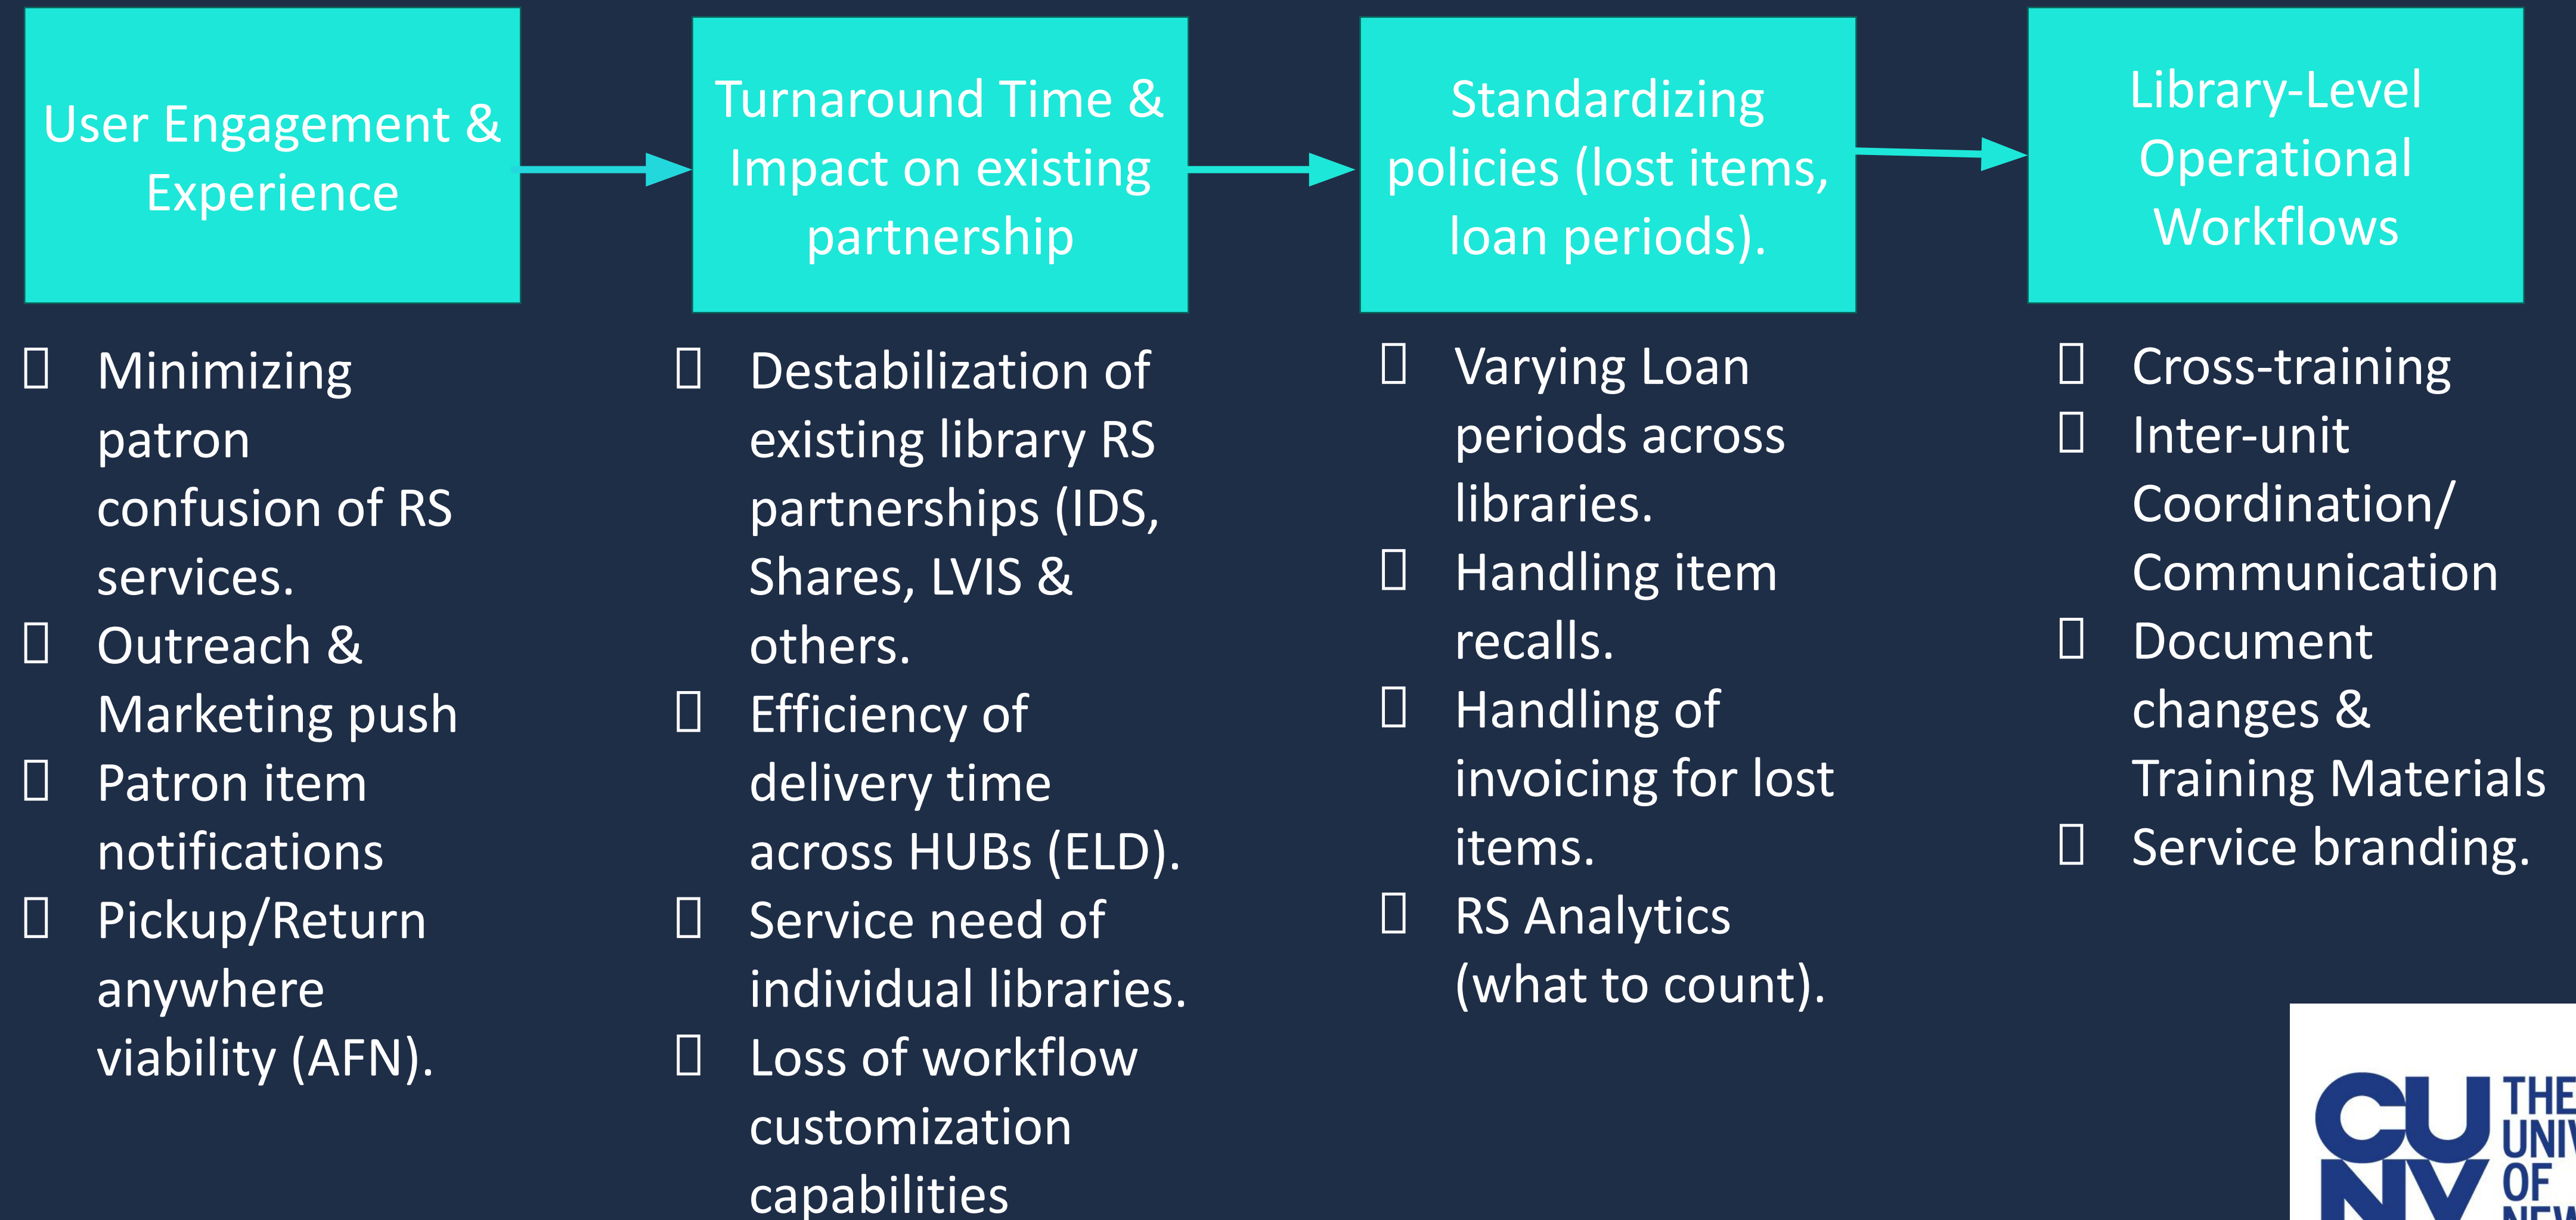 User Engagement &
Experience
Minimizing
patron
confusion of RS
services.
Outreach &
Marketing push
Patron item
notifications
Pickup/Return
anywhere
viability (AFN).
Turnaround Time &
Impact on existing
partnership
Destabilization of
existing library RS
partnerships (IDS,
Shares, LVIS &
others.
Efficiency of
delivery time
across HUBs (ELD).
Service need of
individual libraries.
Loss of workflow
customization
capabilities
Standardizing
policies (lost items,
loan periods).
Varying Loan
periods across
libraries.
Handling item
recalls.
Handling of
invoicing for lost
items.
RS Analytics
(what to count).
Library-Level
Operational
Workflows
Cross-training
Inter-unit
Coordination/
Communication
Document
changes &
Training Materials
Service branding.
CU
NY
THE
UNIV
OF
NEW